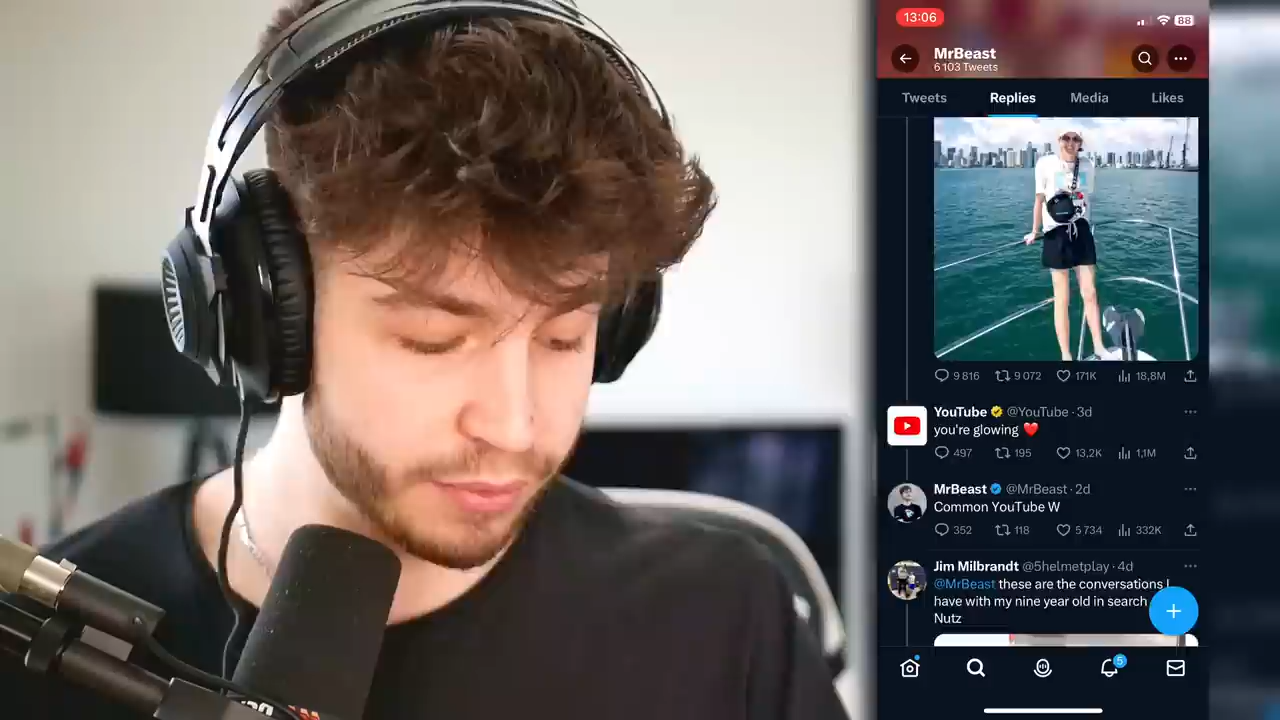 13:06
88
MrBeast
6 103 Tweets
Tweets
Replies
Media
Likes
9 816
9 072
171K
18,8M
YouTube @YouTube · 3d
you're glowing ❤️
497
195
13,2K
1,1M
MrBeast @MrBeast · 2d
Common YouTube W
352
118
5 734
332K
Jim Milbrandt @5helmetplay · 4d
@MrBeast these are the conversations I
have with my nine year old in search
Nutz
5